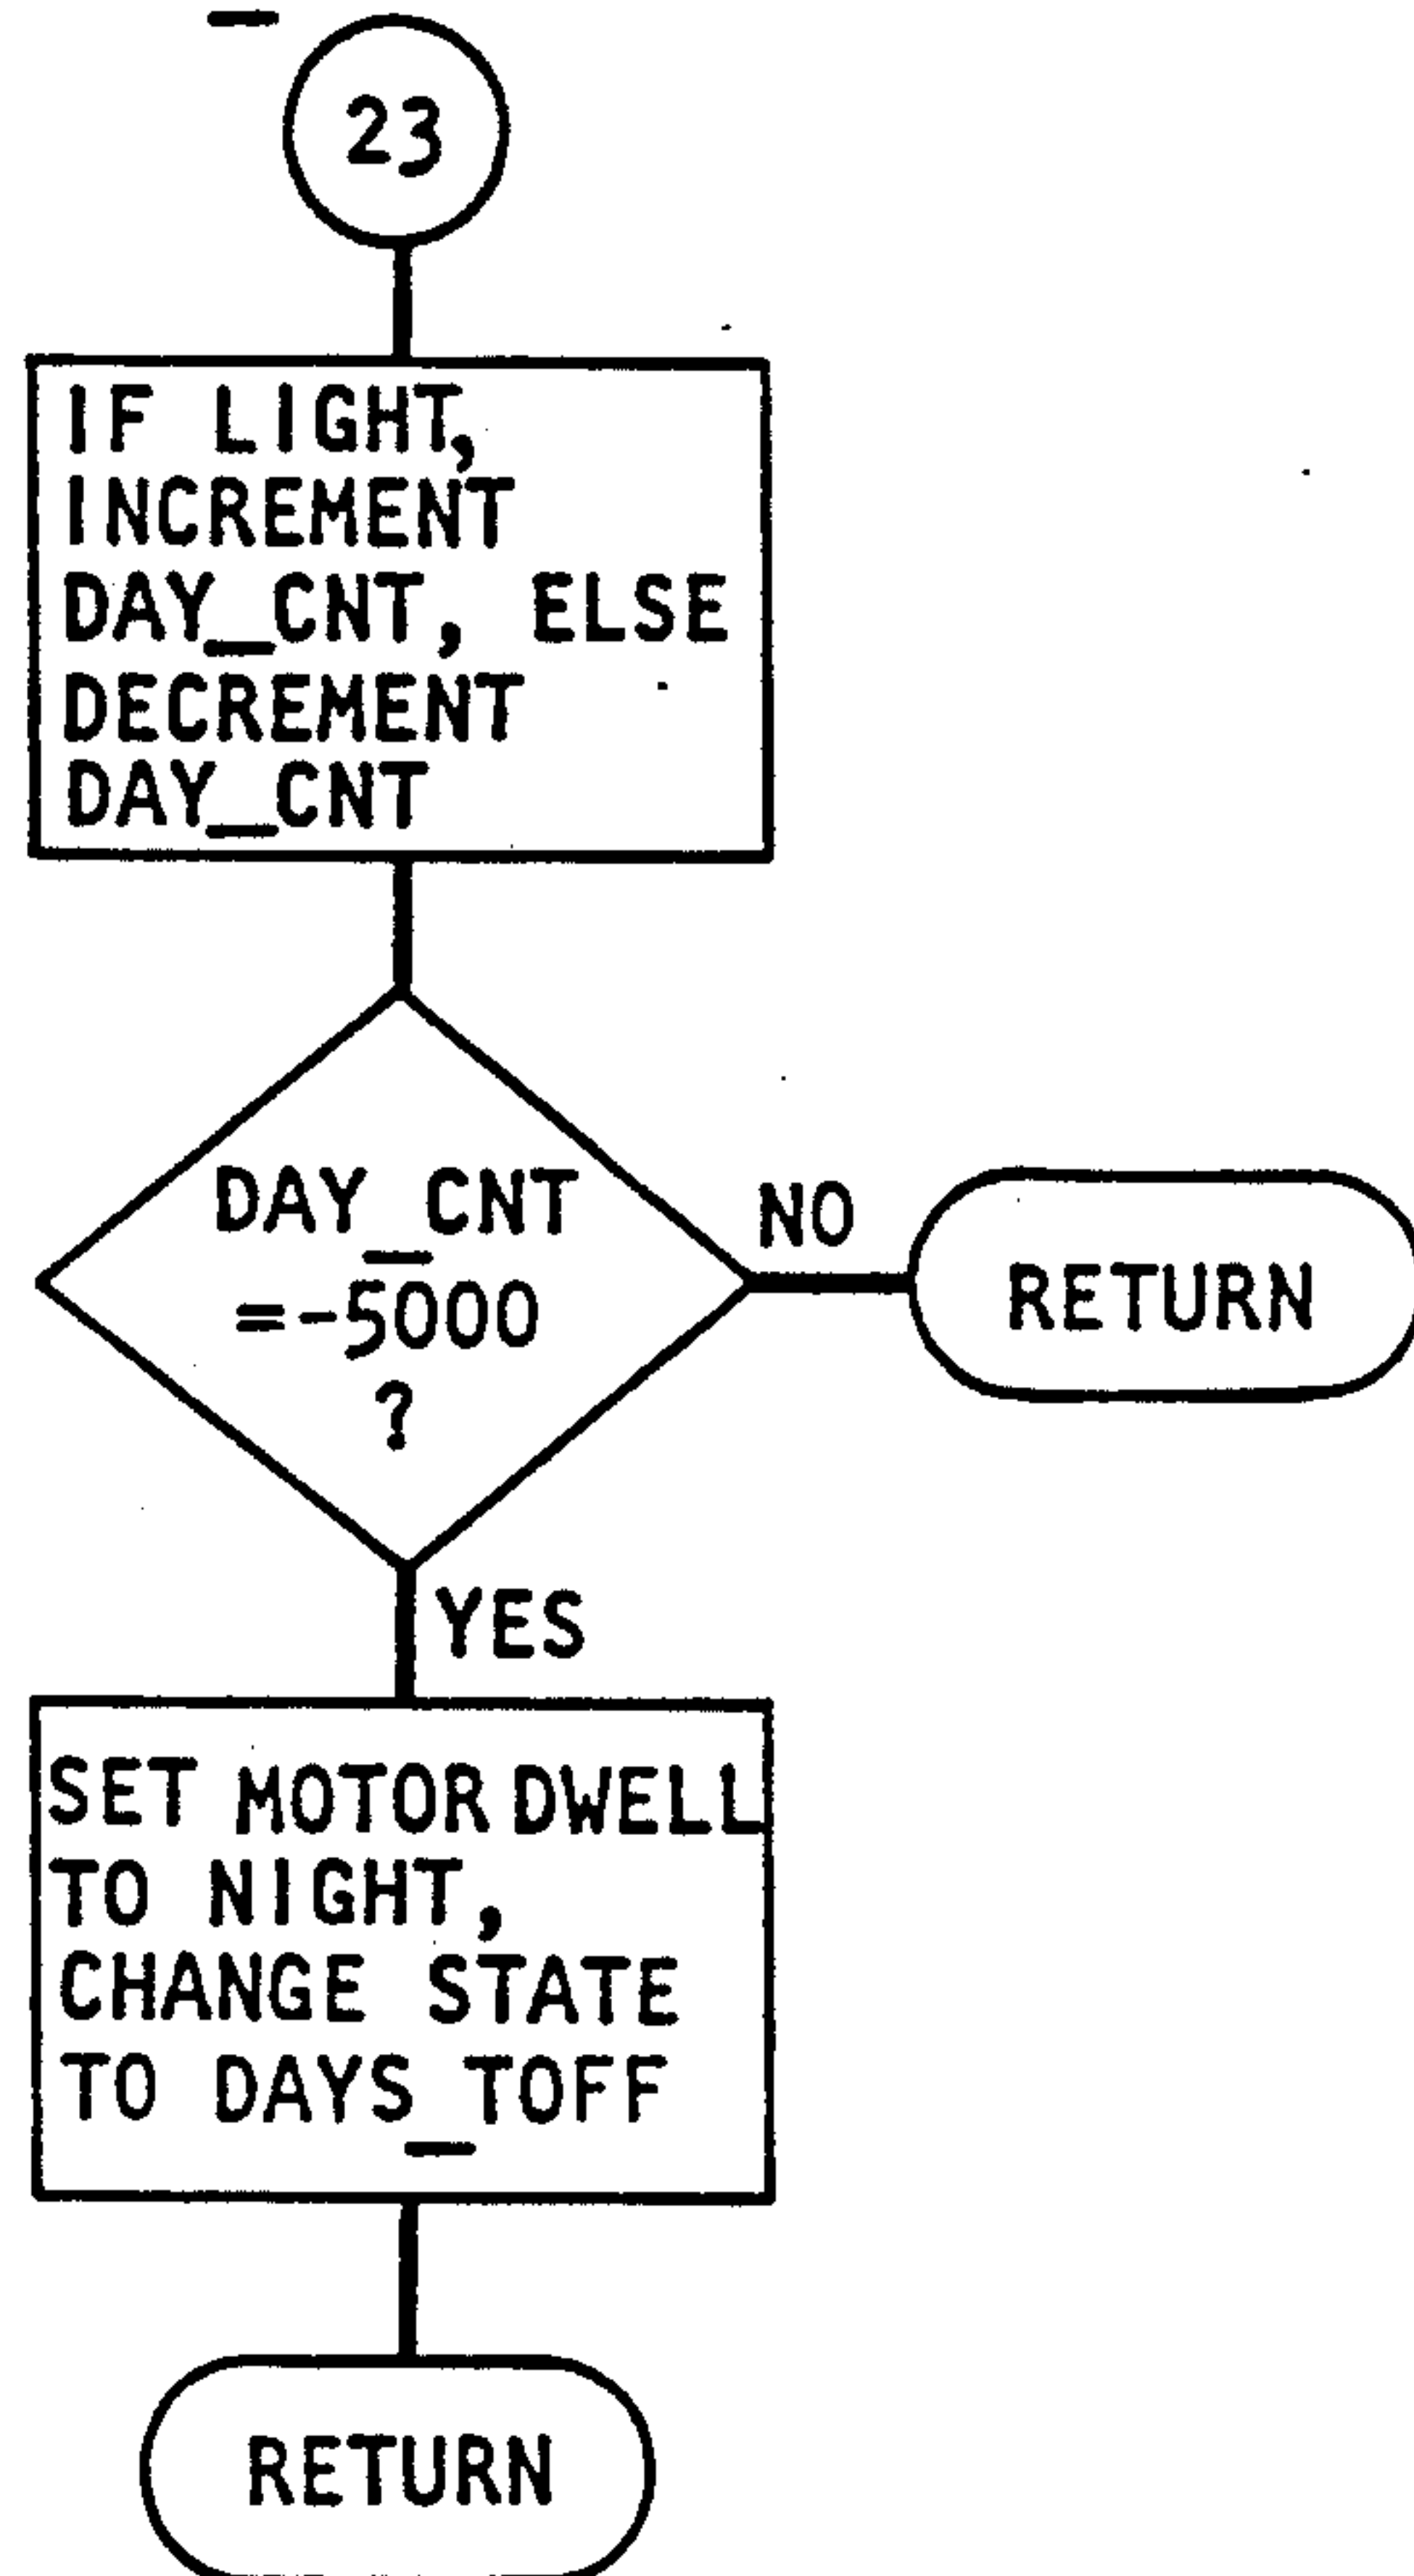 23
IF LIGHT,
INCREMENT
DAY_CNT, ELSE
DECREMENT
DAY_CNT
DAY_CNT
=-5000
?
NO
RETURN
YES
SET MOTOR DWELL
TO NIGHT,
CHANGE STATE
TO DAYS_TOFF
RETURN